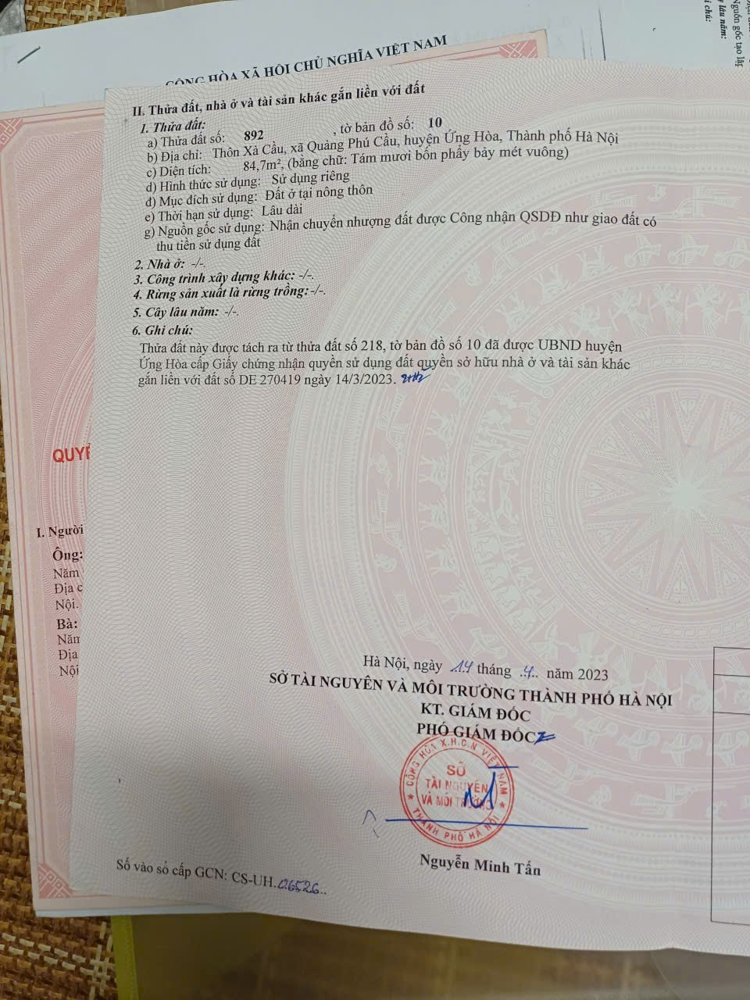 CỘNG HÒA XÃ HỘI CHỦ NGHĨA VIỆT NAM
Nguồn gốc tạo lập
y lâu năm:
i chú:
II. Thửa đất, nhà ở và tài sản khác gắn liền với đất
1. Thửa đất:
a) Thửa đất số: 892 , tờ bản đồ số: 10
b) Địa chỉ: Thôn Xà Cầu, xã Quảng Phú Cầu, huyện Ứng Hòa, Thành phố Hà Nội
c) Diện tích: 84,7m², (bằng chữ: Tám mươi bốn phẩy bảy mét vuông)
d) Hình thức sử dụng: Sử dụng riêng
đ) Mục đích sử dụng: Đất ở tại nông thôn
e) Thời hạn sử dụng: Lâu dài
g) Nguồn gốc sử dụng: Nhận chuyển nhượng đất được Công nhận QSDĐ như giao đất có
thu tiền sử dụng đất
2. Nhà ở: -/-.
3. Công trình xây dựng khác: -/-.
4. Rừng sản xuất là rừng trồng: -/-.
5. Cây lâu năm: -/-.
6. Ghi chú:
Thửa đất này được tách ra từ thửa đất số 218, tờ bản đồ số 10 đã được UBND huyện
Ứng Hòa cấp Giấy chứng nhận quyền sử dụng đất quyền sở hữu nhà ở và tài sản khác
gắn liền với đất số DE 270419 ngày 14/3/2023.
QUYỀ
I. Người
Ông:
Năm
Địa c
Nội.
Bà:
Năm
Địa
Nội
Hà Nội, ngày 14 tháng 4 năm 2023
SỞ TÀI NGUYÊN VÀ MÔI TRƯỜNG THÀNH PHỐ HÀ NỘI
KT. GIÁM ĐỐC
PHÓ GIÁM ĐỐC
CỘNG HÒA X.H.C.N VIỆT NAM
SỞ
TÀI NGUYÊN
VÀ MÔI TRƯỜNG
THÀNH PHỐ HÀ NỘI
Nguyễn Minh Tấn
Số vào sổ cấp GCN: CS-UH.06526..